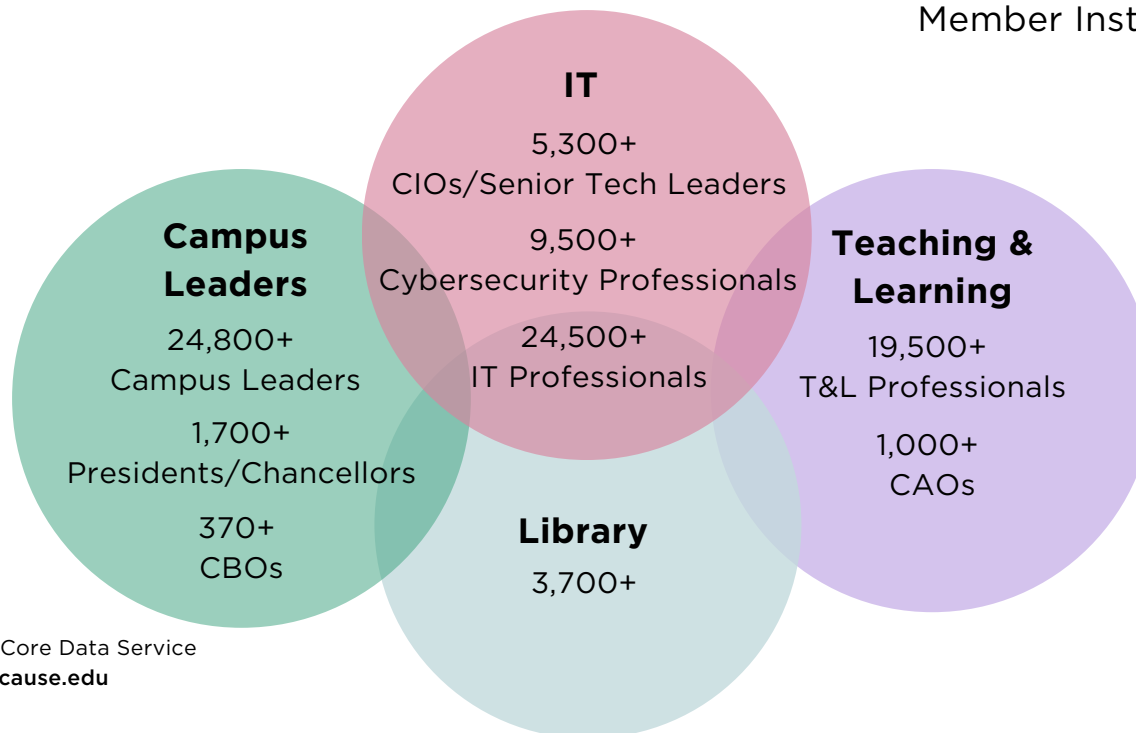 Member Inst
IT
5,300+
CIOs/Senior Tech Leaders
9,500+
Cybersecurity Professionals
24,500+
IT Professionals
Campus
Leaders
24,800+
Campus Leaders
1,700+
Presidents/Chancellors
370+
CBOs
Teaching &
Learning
19,500+
T&L Professionals
1,000+
CAOs
Library
3,700+
Core Data Service
cause.edu